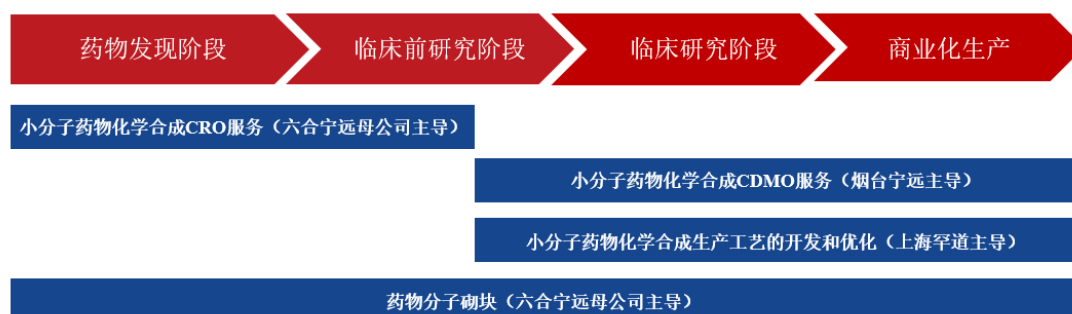 药物发现阶段
临床前研究阶段
临床研究阶段
商业化生产
小分子药物化学合成CRO服务（六合宁远母公司主导）
小分子药物化学合成CDMO服务（烟台宁远主导）
小分子药物化学合成生产工艺的开发和优化（上海罕道主导）
药物分子砌块（六合宁远母公司主导）